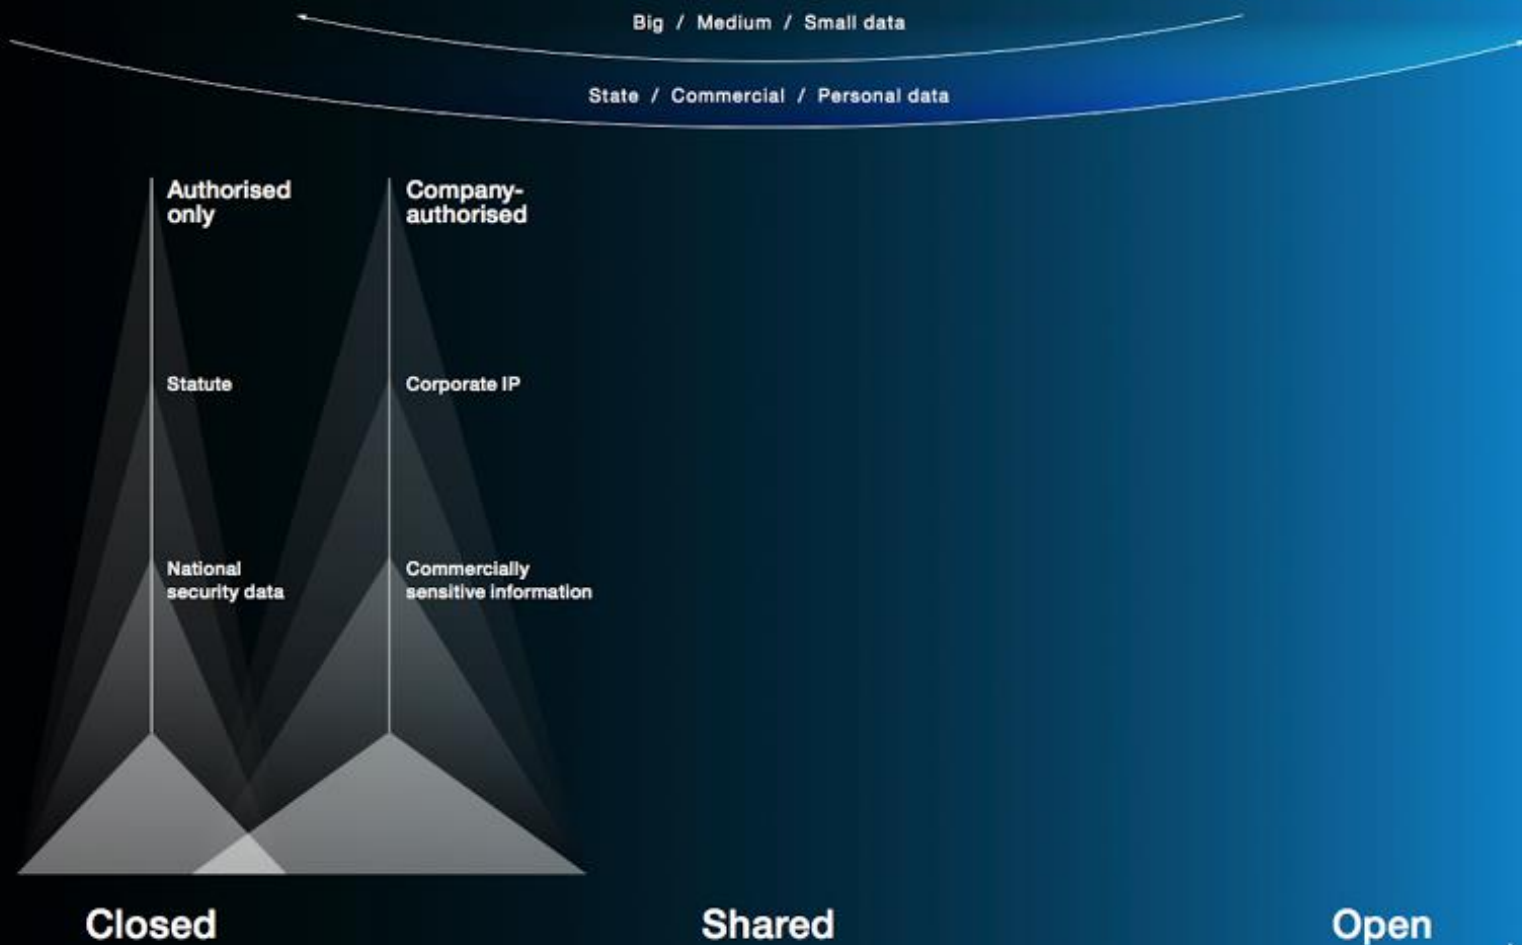 Big / Medium / Small data
State / Commercial / Personal data
Authorised
only
Company-
authorised
Statute
Corporate IP
National
security data
Commercially
sensitive information
Closed
Shared
Open